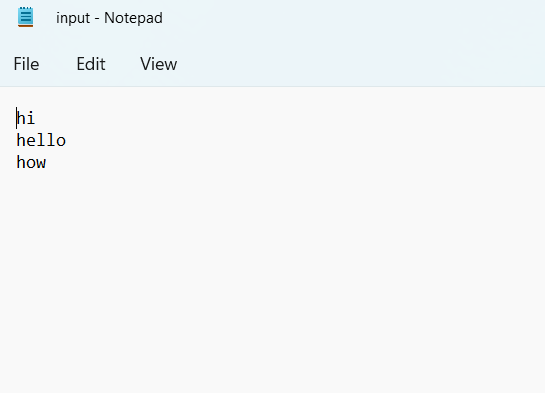 input - Notepad
File Edit View
hi
hello
how